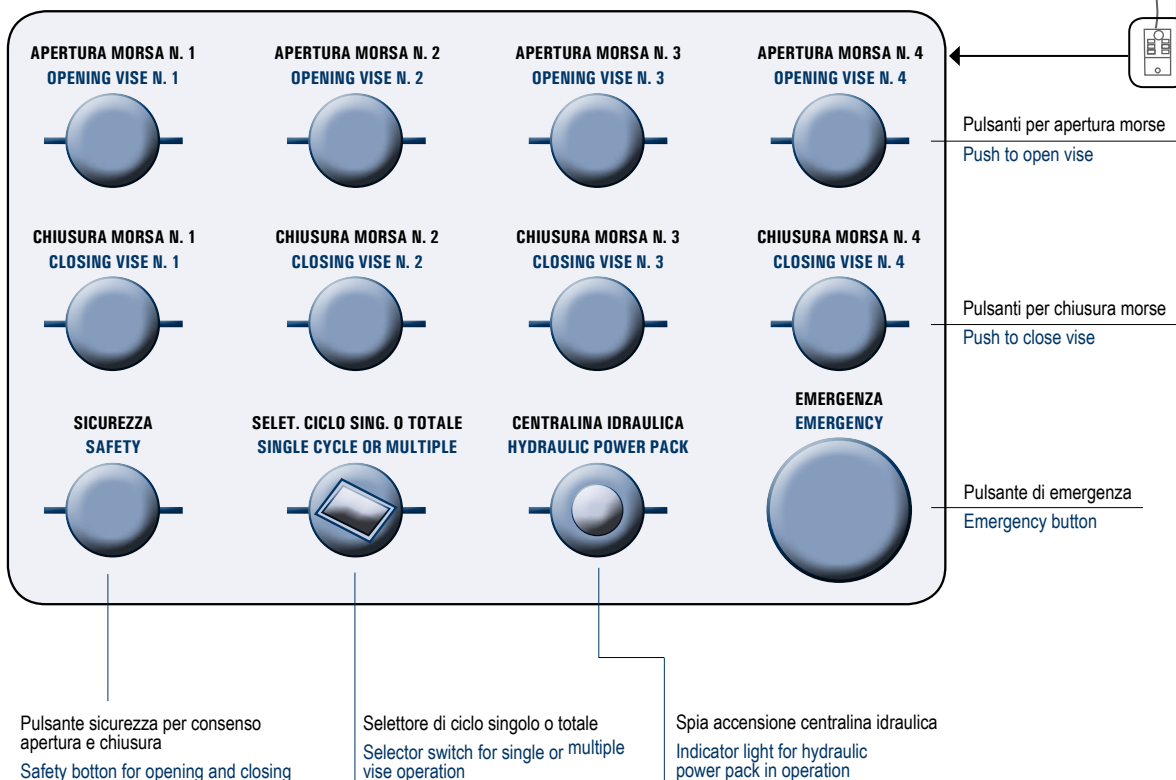 APERTURA MORSA N. 1
OPENING VISE N. 1
APERTURA MORSA N. 2
OPENING VISE N. 2
APERTURA MORSA N. 3
OPENING VISE N. 3
APERTURA MORSA N. 4
OPENING VISE N. 4
Pulsanti per apertura morse
Push to open vise
CHIUSURA MORSA N. 1
CLOSING VISE N. 1
CHIUSURA MORSA N. 2
CLOSING VISE N. 2
CHIUSURA MORSA N. 3
CLOSING VISE N. 3
CHIUSURA MORSA N. 4
CLOSING VISE N. 4
Pulsanti per chiusura morse
Push to close vise
SICUREZZA
SAFETY
SELET. CICLO SING. O TOTALE
SINGLE CYCLE OR MULTIPLE
CENTRALINA IDRAULICA
HYDRAULIC POWER PACK
EMERGENZA
EMERGENCY
Pulsante di emergenza
Emergency button
Pulsante sicurezza per consenso
apertura e chiusura
Safety botton for opening and closing
Selettore di ciclo singolo o totale
Selector switch for single or multiple
vise operation
Spia accensione centralina idraulica
Indicator light for hydraulic
power pack in operation